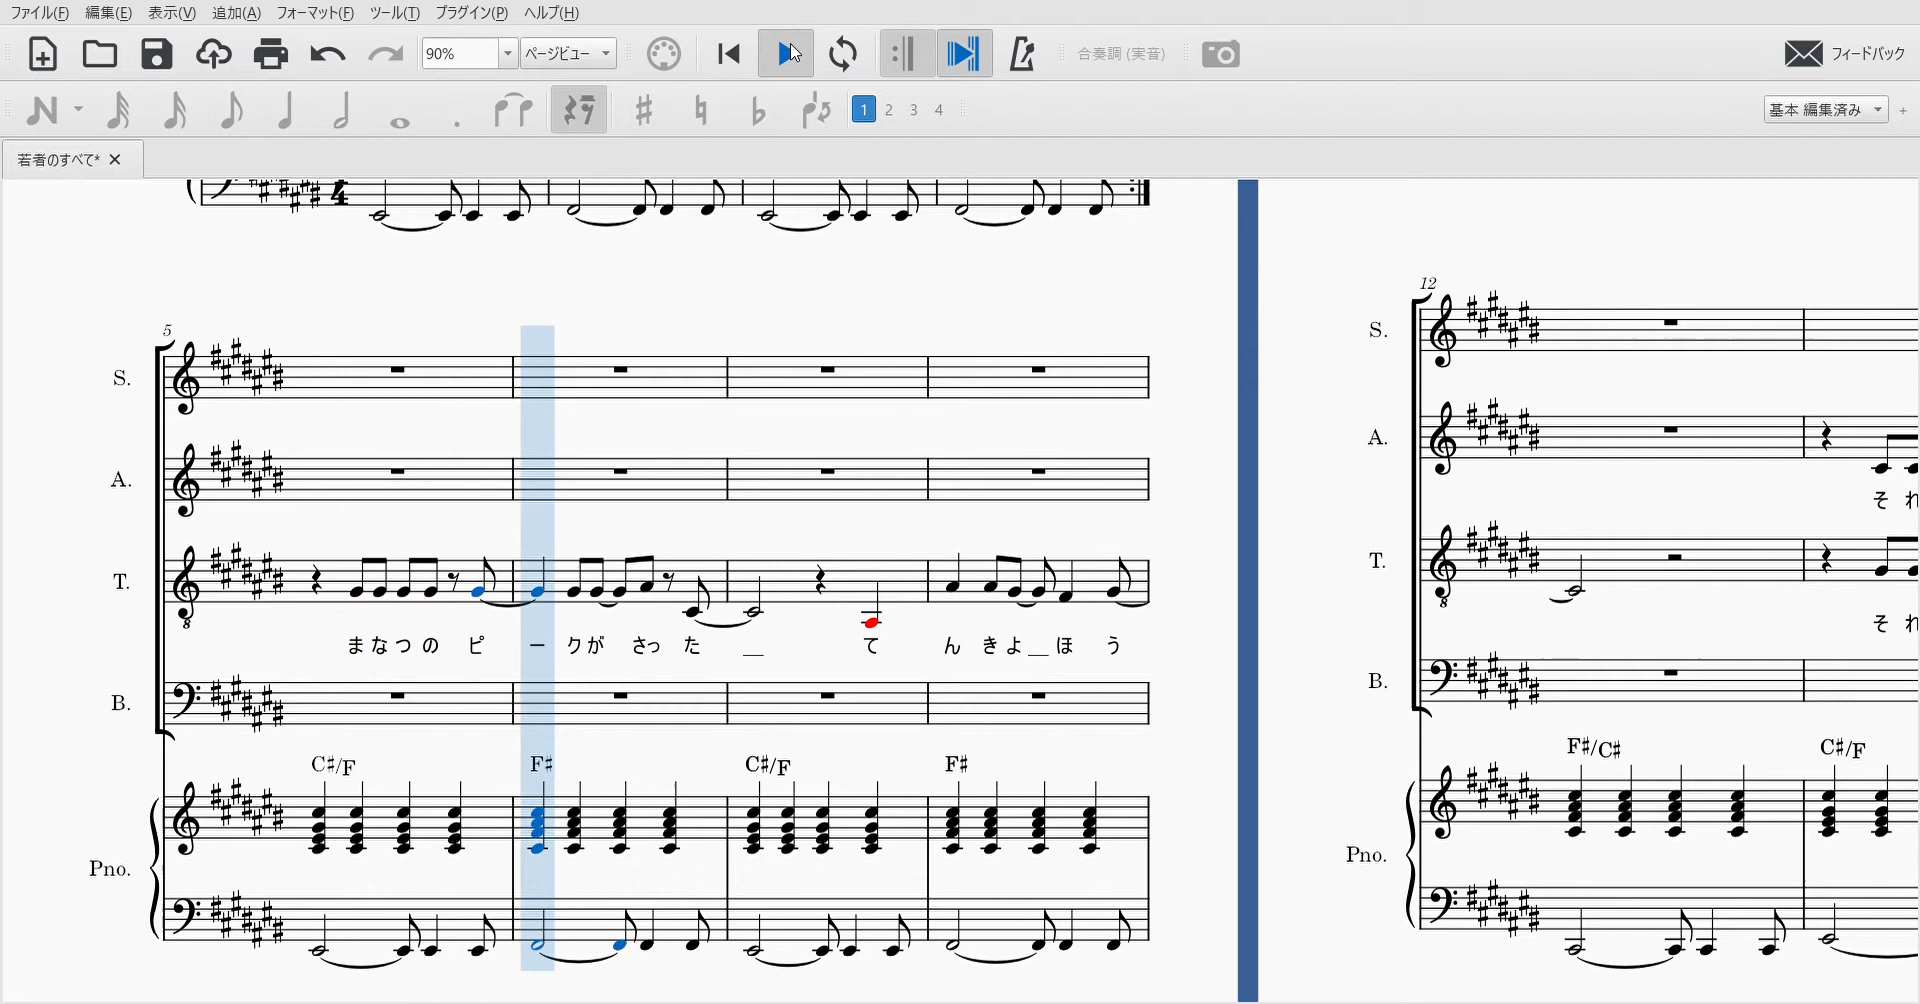 ファイル(F) 編集(E) 表示(V) 追加(A) フォーマット(F) ツール(T) プラグイン(P) ヘルプ(H)
90% ページビュー 合奏調 (実音) フィードバック
1 2 3 4 基本 編集済み +
若者のすべて*
4
5
S.
A.
T.
まなつの ピ ー クが さっ た __ て ん きよ__ほ う
B.
C♯/F F♯ C♯/F F♯
Pno.
12
S.
A.
そ れ
T.
そ れ
B.
F♯/C♯ C♯/F
Pno.